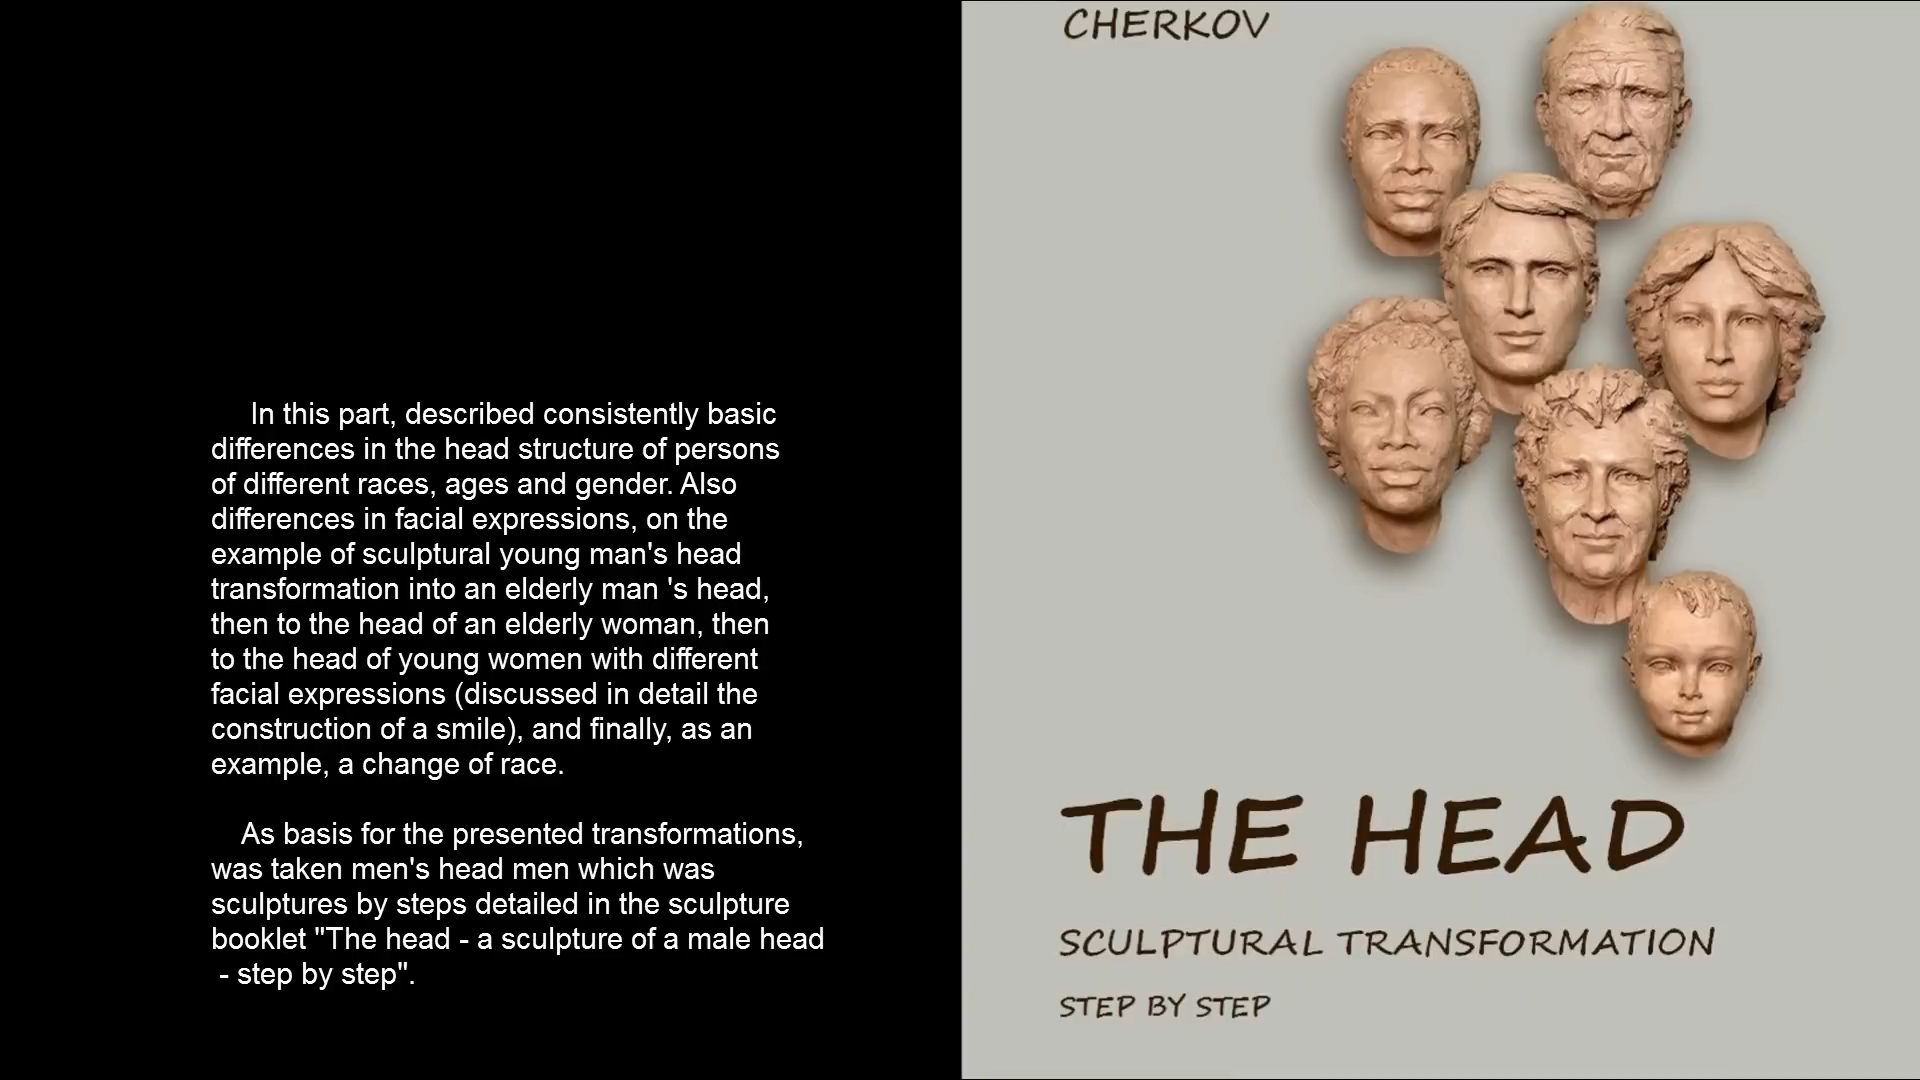 In this part, described consistently basic
differences in the head structure of persons
of different races, ages and gender. Also
differences in facial expressions, on the
example of sculptural young man's head
transformation into an elderly man 's head,
then to the head of an elderly woman, then
to the head of young women with different
facial expressions (discussed in detail the
construction of a smile), and finally, as an
example, a change of race.
As basis for the presented transformations,
was taken men's head men which was
sculptures by steps detailed in the sculpture
booklet "The head - a sculpture of a male head
- step by step".
CHERKOV
THE HEAD
SCULPTURAL TRANSFORMATION
STEP BY STEP